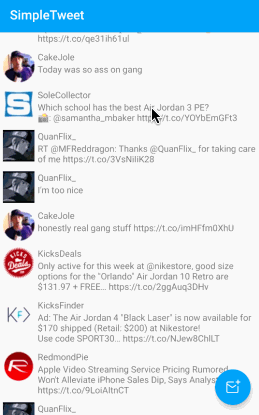 SimpleTweet
https://t.co/qe31ih61ul
CakeJole
Today was so ass on gang
SoleCollector
Which school has the best Air Jordan 3 PE?
📸: @samantha_mbaker https://t.co/YOYbEmGFt3
QuanFlix_
RT @MFReddragon: Thanks @QuanFlix_ for taking care
of me https://t.co/3VsNiliK28
QuanFlix_
I'm too nice
CakeJole
honestly real gang stuff https://t.co/imHFfm0XhU
KicksDeals
Only active for this week at @nikestore, good size
options for the "Orlando" Air Jordan 10 Retro are
$131.97 + FREE... https://t.co/2ggAuq3DHv
KicksFinder
Ad: The Air Jordan 4 "Black Laser" is now available for
$170 shipped (Retail: $200) at Nikestore!
Use code SPORT30... https://t.co/NJew8ChlLT
RedmondPie
Apple Video Streaming Service Pricing Rumored,
Won't Alleviate iPhone Sales Dip, Says Analyst
https://t.co/9LoiAltnCT
QuanFlix_